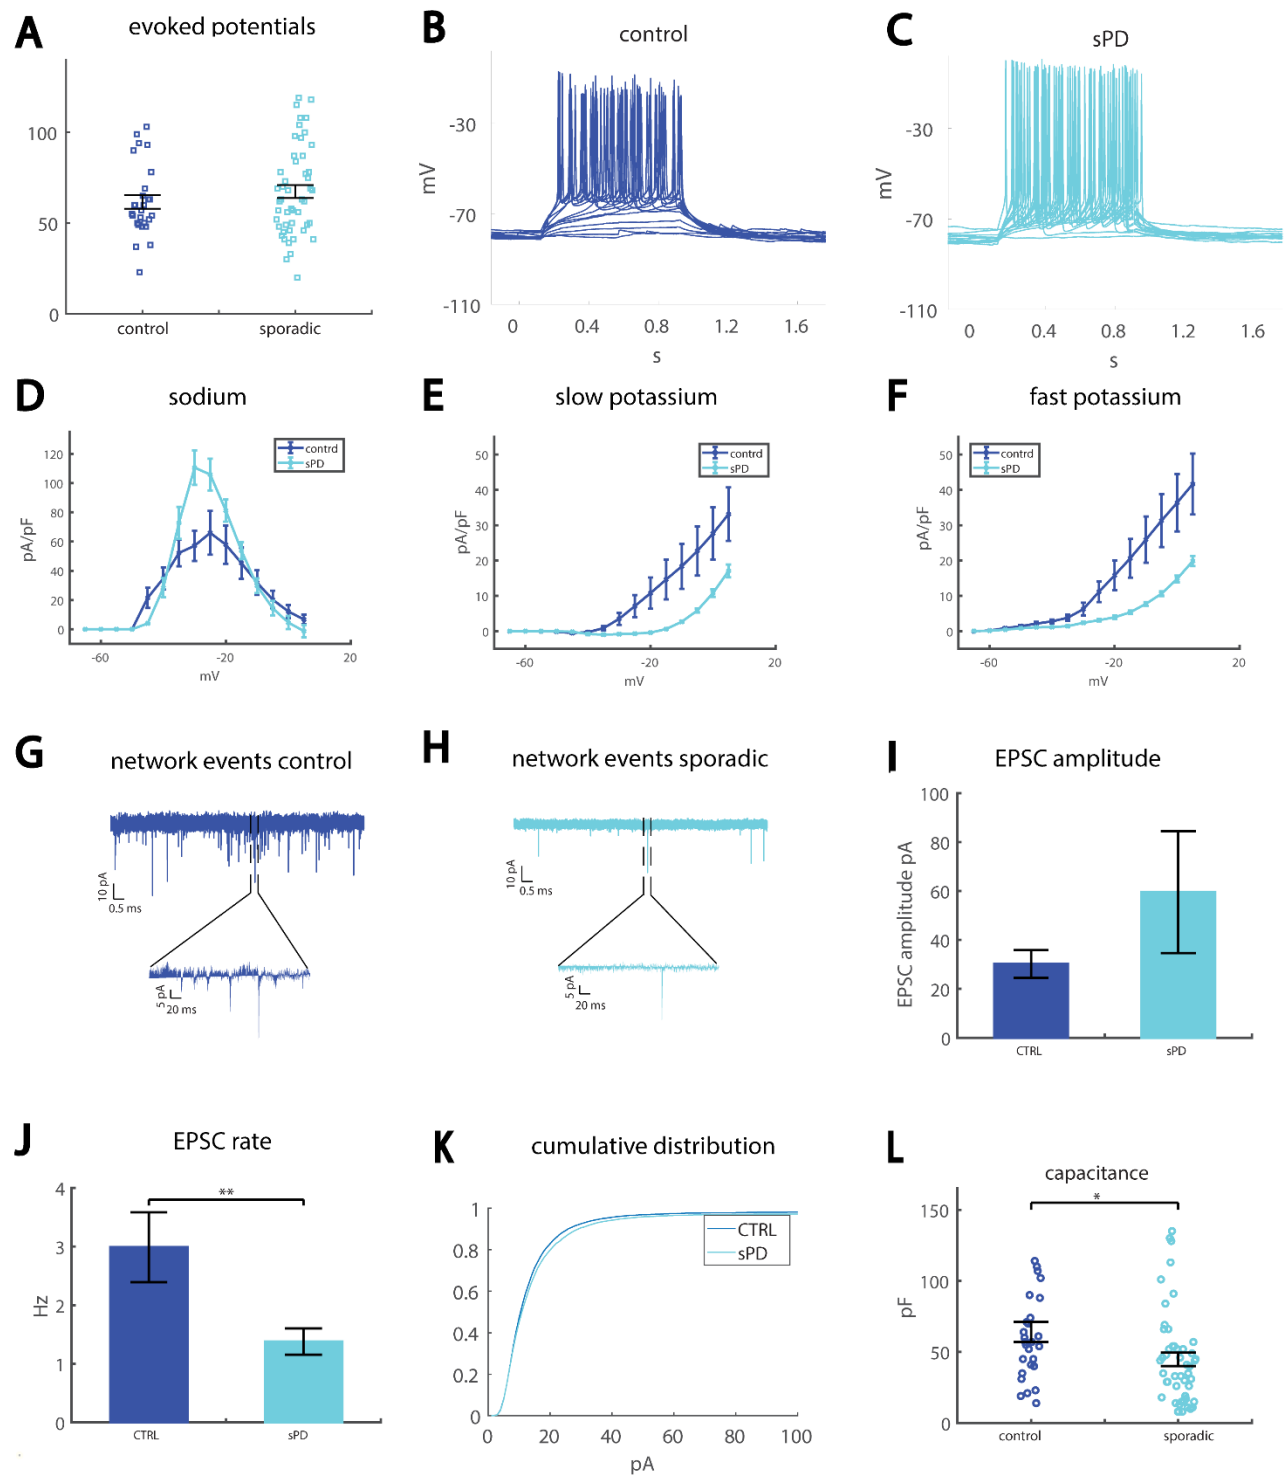 A evoked potentials
100
50
0
control sporadic
B control
mV
-30
-70
-110
0 0.4 0.8 1.2 1.6
s
C sPD
mV
-30
-70
-110
0 0.4 0.8 1.2 1.6
s
D sodium
contrd
sPD
pA/pF
120
100
80
60
40
20
0
-60 -20 20
mV
E slow potassium
contrd
sPD
pA/pF
50
40
30
20
10
0
-60 -20 20
mV
F fast potassium
contrd
sPD
pA/pF
50
40
30
20
10
0
-60 -20 20
mV
G network events control
10 pA
0.5 ms
5 pA
20 ms
H network events sporadic
10 pA
0.5 ms
5 pA
20 ms
I EPSC amplitude
EPSC amplitude pA
100
80
60
40
20
0
CTRL sPD
J EPSC rate
**
Hz
4
3
2
1
0
CTRL sPD
K cumulative distribution
1
0.8
0.6
0.4
0.2
0
CTRL
sPD
0 20 40 60 80 100
pA
L capacitance
*
pF
150
100
50
0
control sporadic